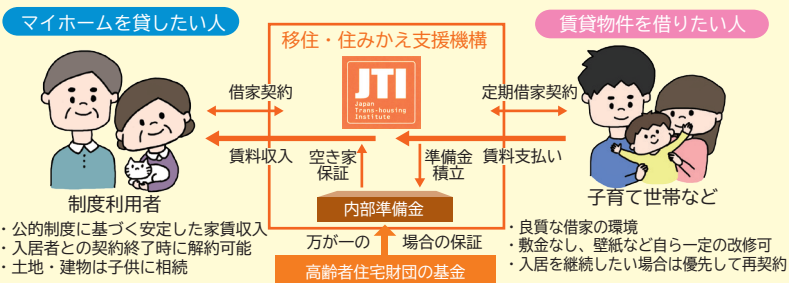 マイホームを貸したい人
移住・住みかえ支援機構
賃貸物件を借りたい人
JTI
Japan
Trans-housing
Institute
借家契約
定期借家契約
賃料収入
空き家
保証
準備金
積立
賃料支払い
制度利用者
内部準備金
子育て世帯など
・公的制度に基づく安定した家賃収入
・入居者との契約終了時に解約可能
・土地・建物は子供に相続
万が一の 場合の保証
高齢者住宅財団の基金
・良質な借家の環境
・敷金なし、壁紙など自ら一定の改修可
・入居を継続したい場合は優先して再契約